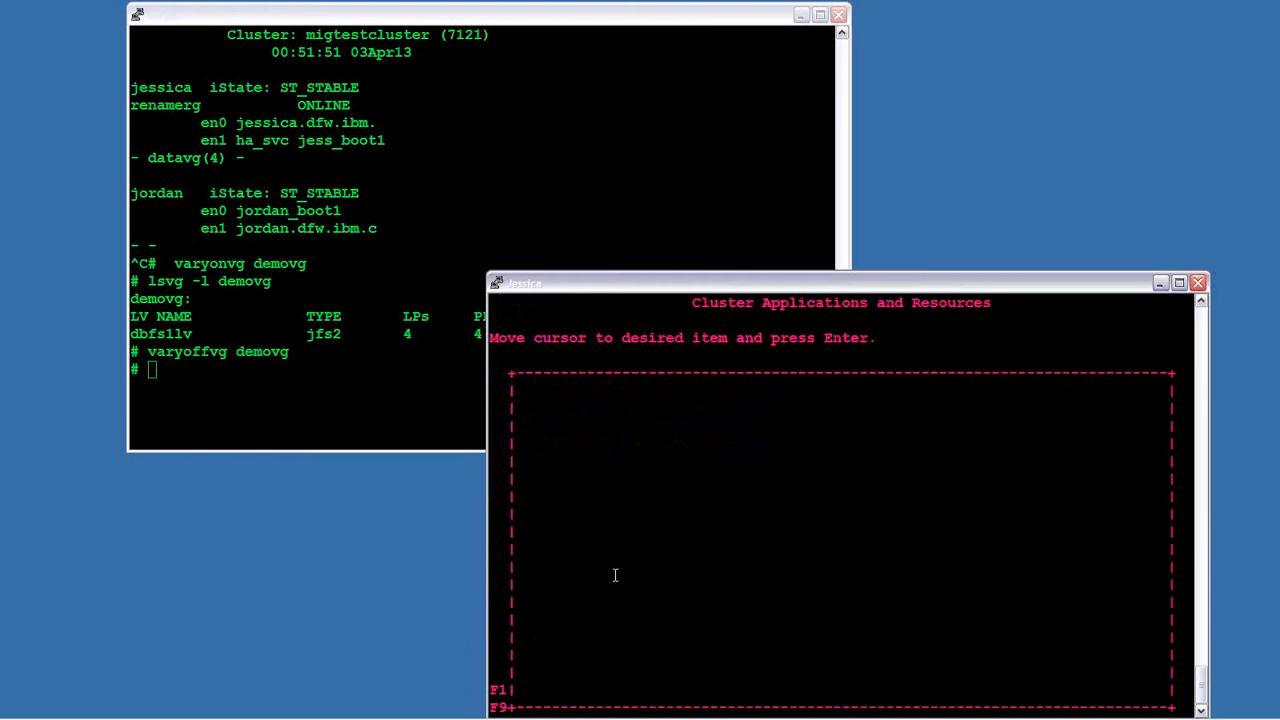 Cluster: migtestcluster (7121)
00:51:51 03Apr13
jessica iState: ST_STABLE
renamerg ONLINE
en0 jessica.dfw.ibm.
en1 ha_svc jess_boot1
- datavg(4) -
jordan iState: ST_STABLE
en0 jordan_boot1
en1 jordan.dfw.ibm.c
- -
^C# varyonvg demovg
# lsvg -l demovg
demovg:
LV NAME TYPE LPs
dbfs1lv jfs2 4 4
# varyoffvg demovg
#
Jessica
Cluster Applications and Resources
Move cursor to desired item and press Enter.
F1
F9